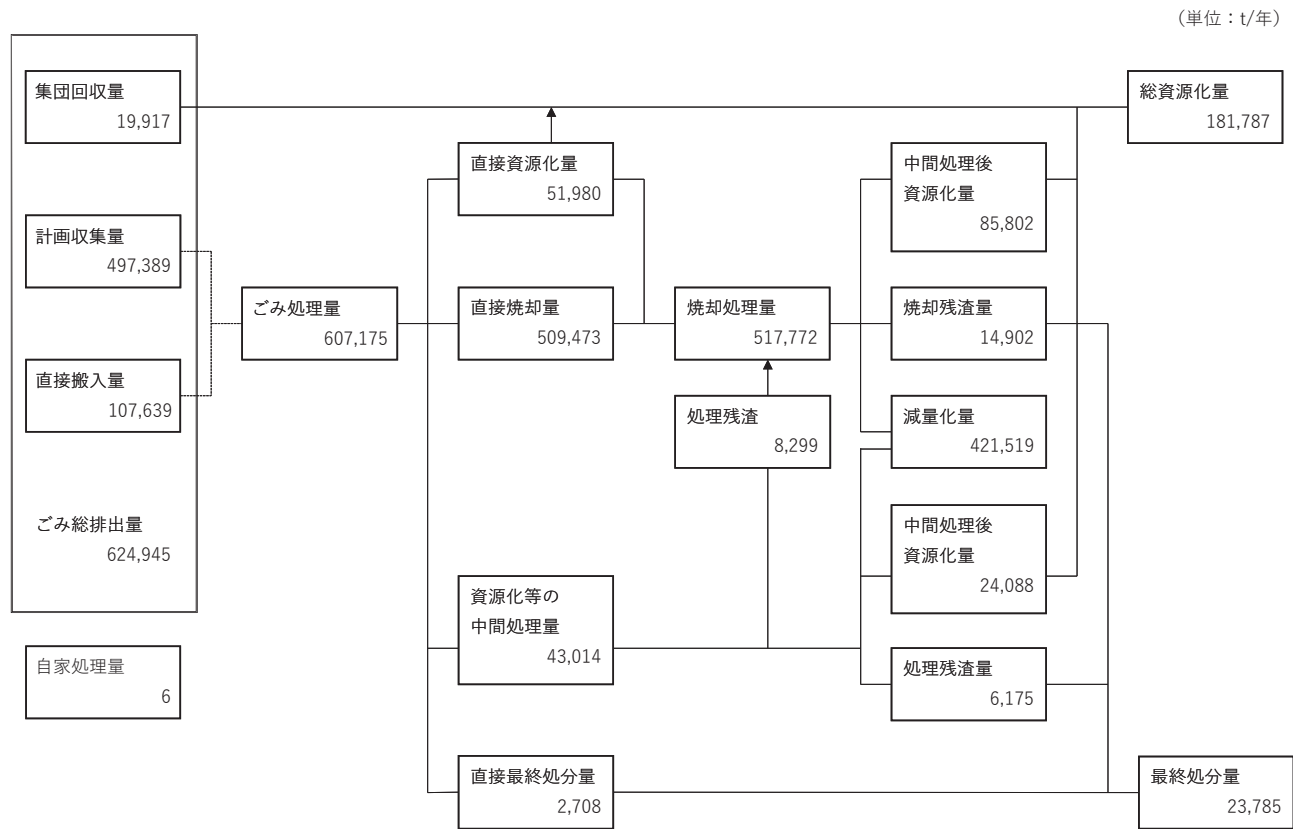 （単位：t/年）
集団回収量
19,917
計画収集量
497,389
直接搬入量
107,639
ごみ総排出量
624,945
自家処理量
6
ごみ処理量
607,175
直接資源化量
51,980
直接焼却量
509,473
資源化等の
中間処理量
43,014
直接最終処分量
2,708
焼却処理量
517,772
処理残渣
8,299
中間処理後
資源化量
85,802
焼却残渣量
14,902
減量化量
421,519
中間処理後
資源化量
24,088
処理残渣量
6,175
総資源化量
181,787
最終処分量
23,785